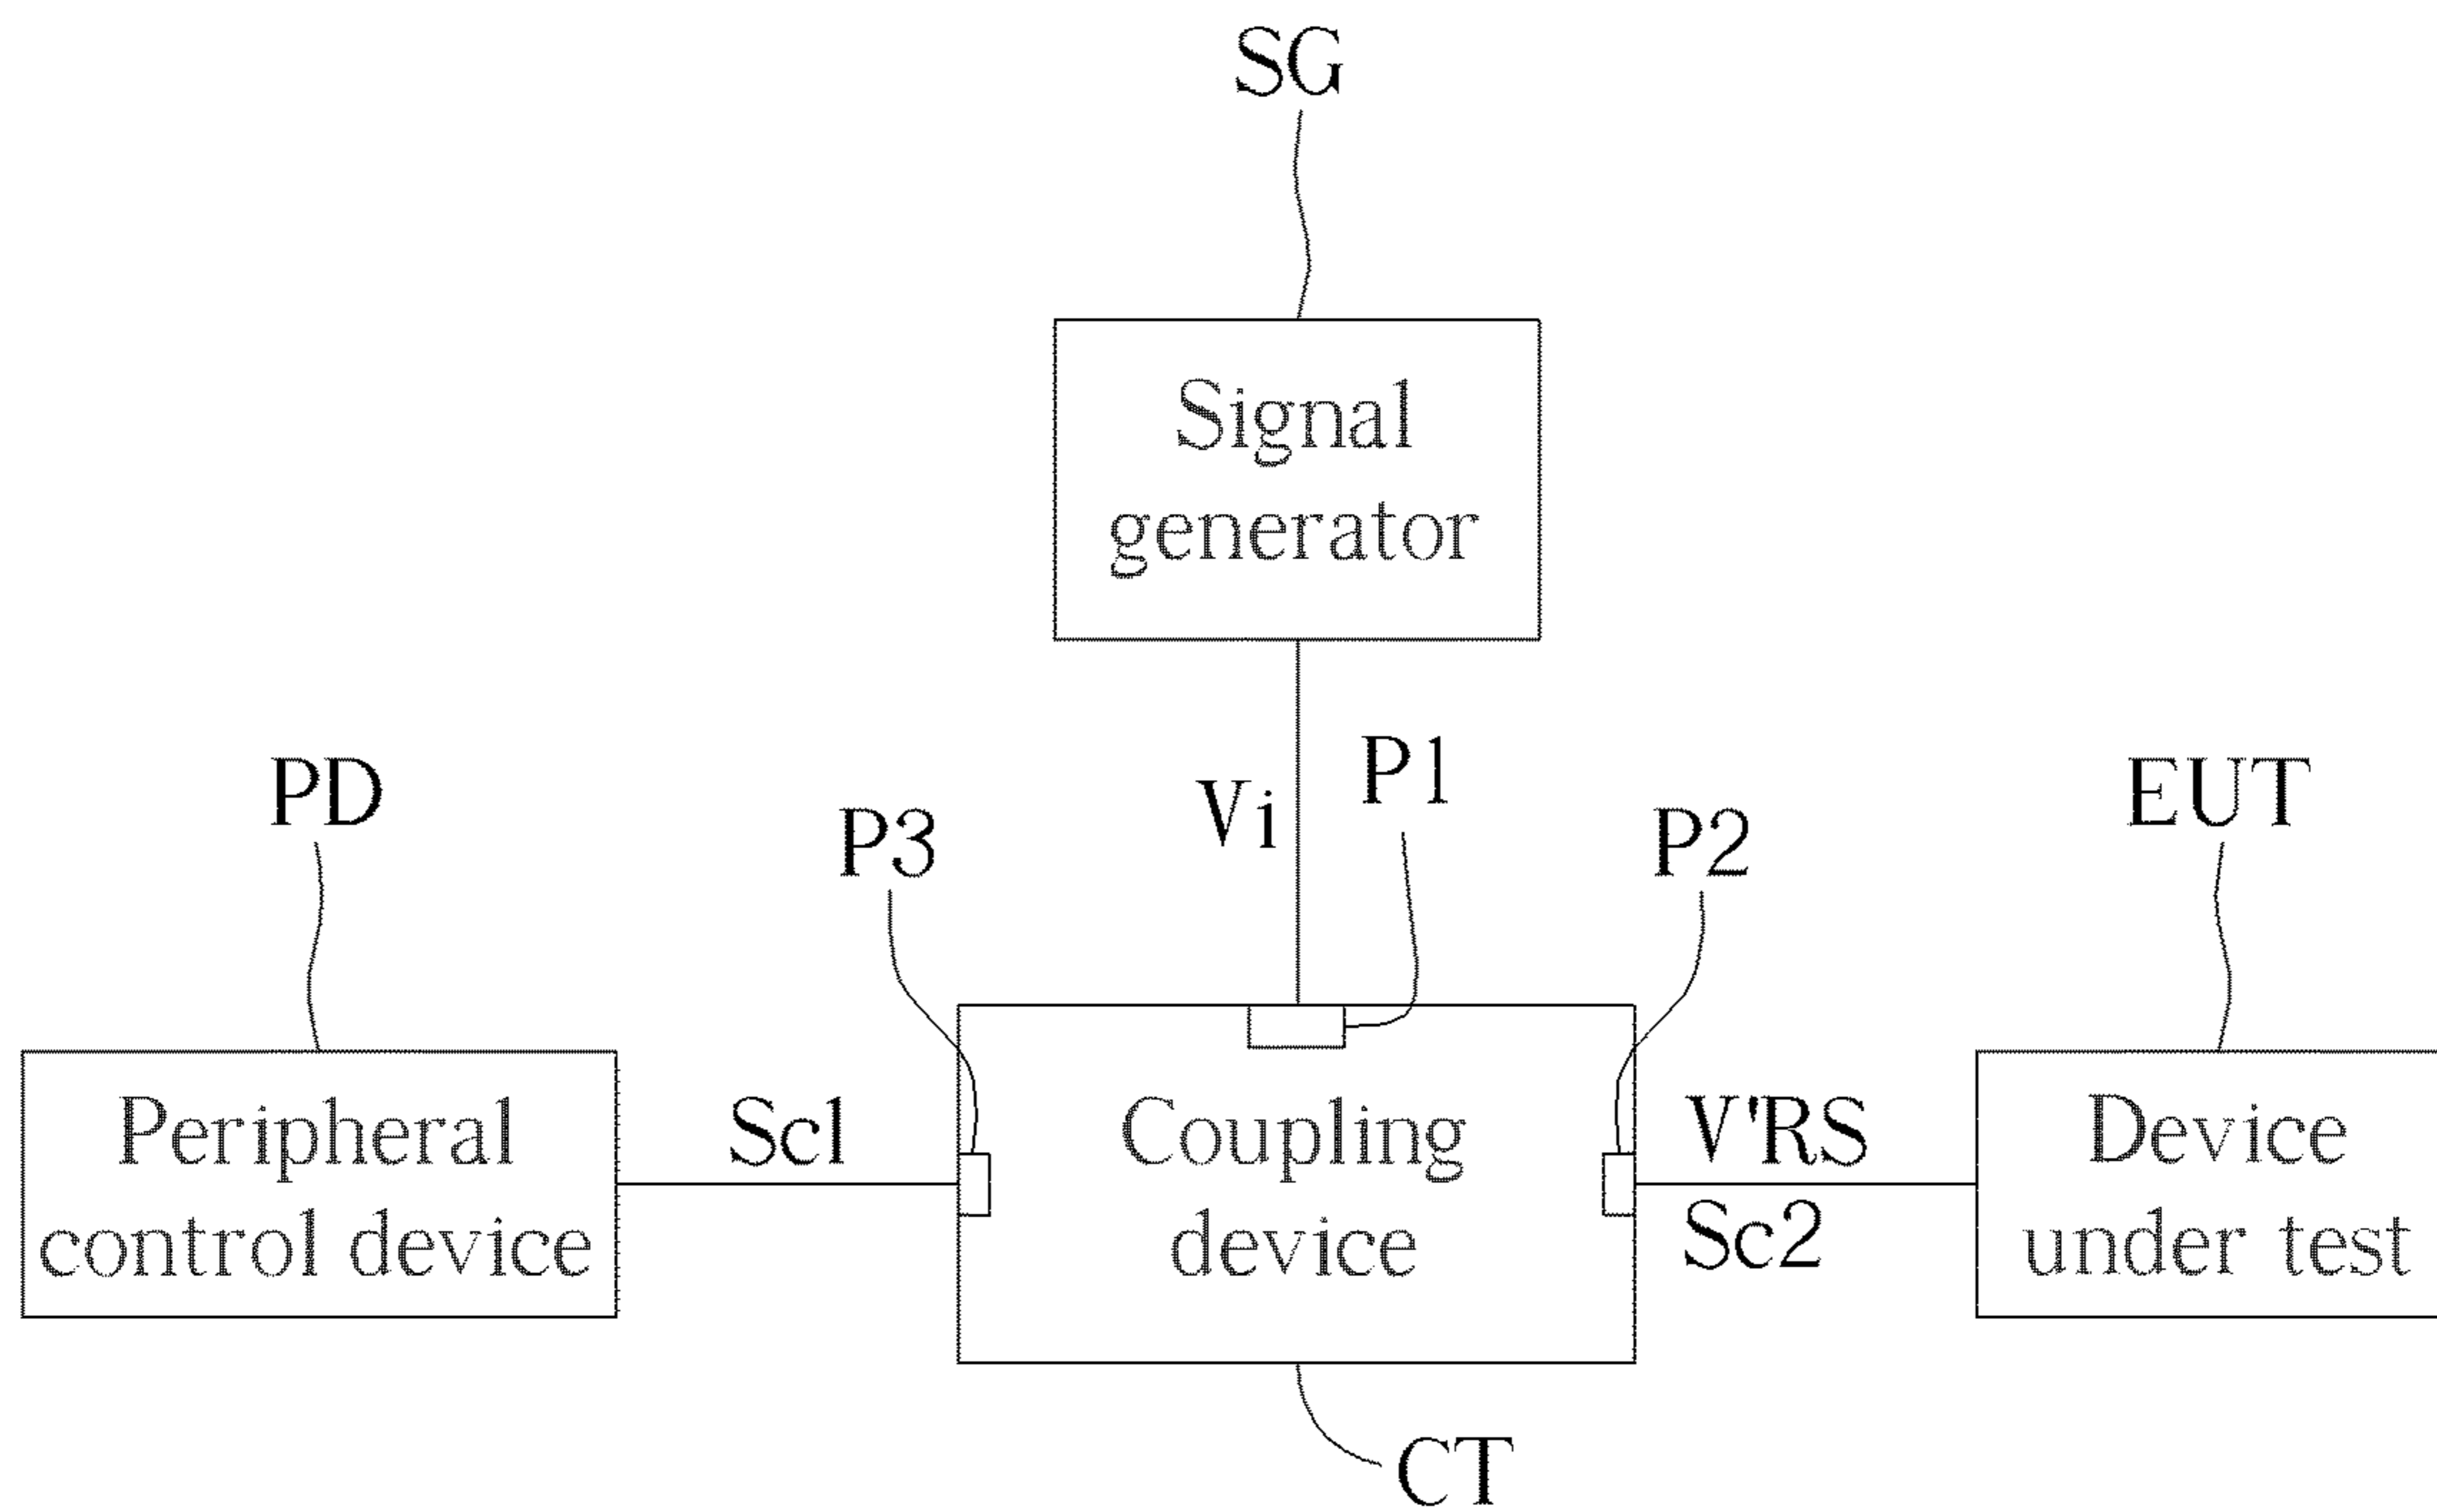 SG
Signal
generator
Vi
P1
PD
P3
P2
EUT
Peripheral
control device
Sc1
Coupling
device
V'RS
Sc2
Device
under test
CT